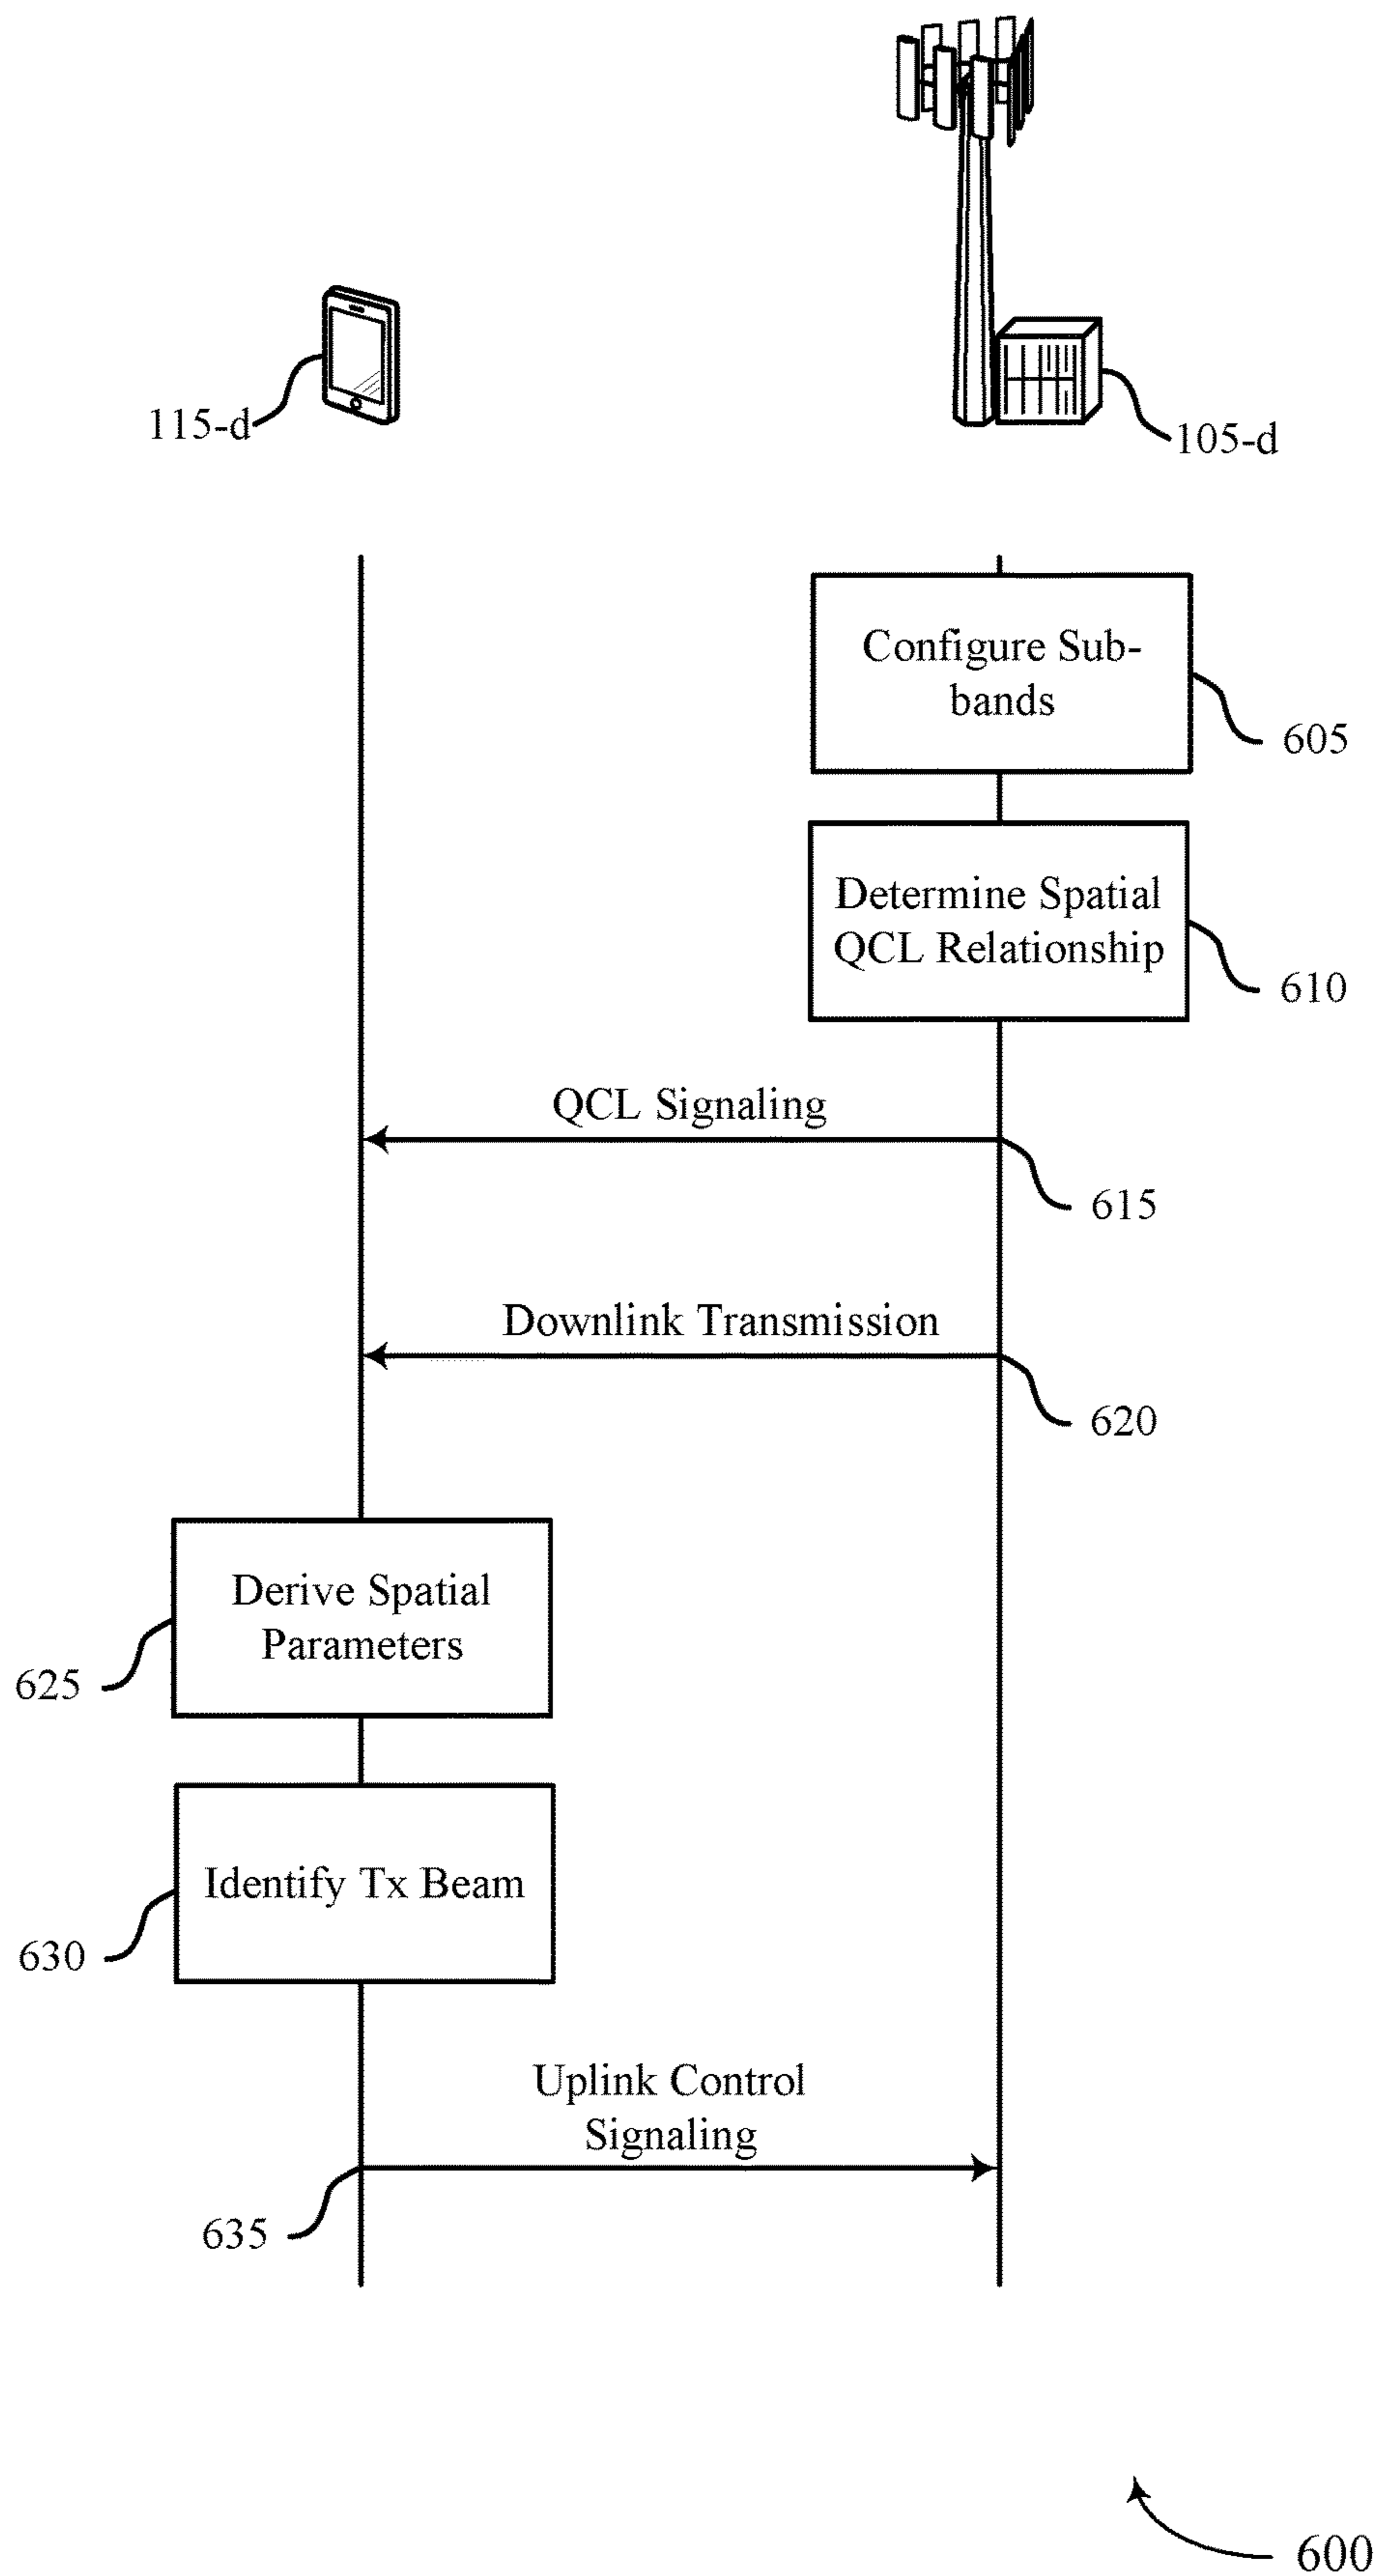 115-d
105-d
Configure Sub-
bands
605
Determine Spatial
QCL Relationship
610
QCL Signaling
615
Downlink Transmission
620
Derive Spatial
Parameters
625
Identify Tx Beam
630
Uplink Control
Signaling
635
600